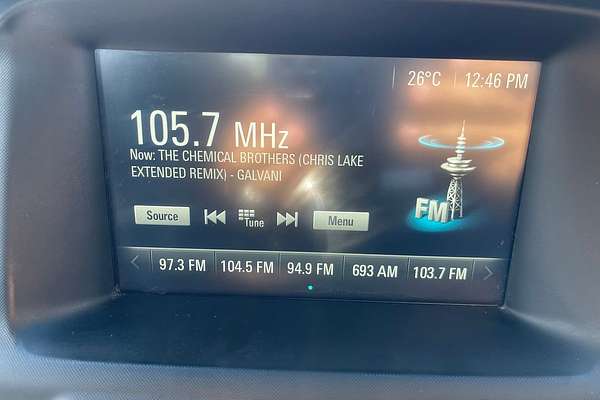 26°C 12:46 PM
105.7 MHz
Now: THE CHEMICAL BROTHERS (CHRIS LAKE
EXTENDED REMIX) - GALVANI
FM
Source Tune Menu
97.3 FM 104.5 FM 94.9 FM 693 AM 103.7 FM